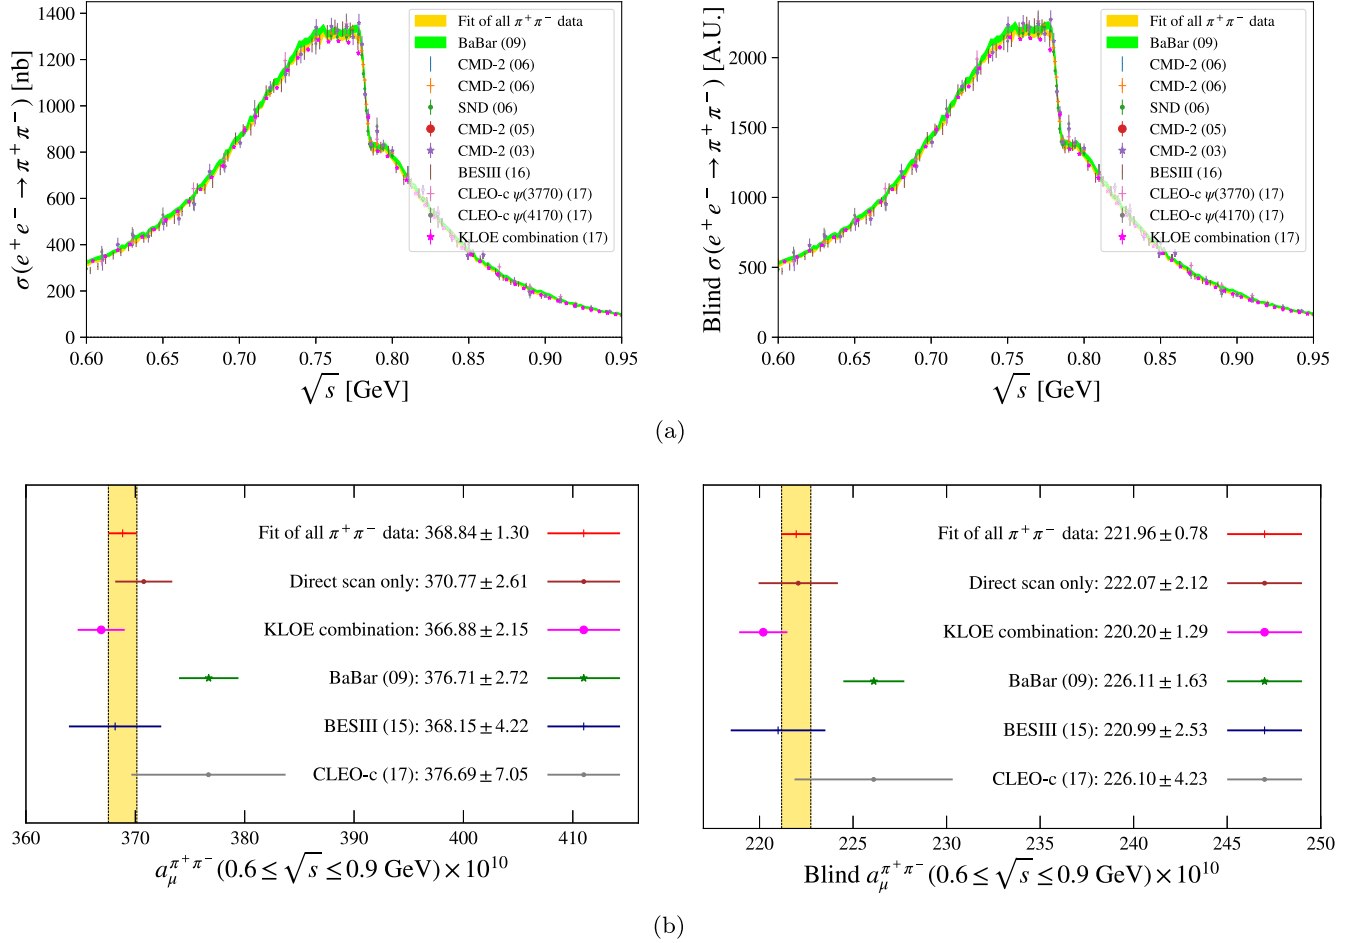 σ(e⁺e⁻→π⁺π⁻) [nb]
1400
1200
1000
800
600
400
200
0
0.60 0.65 0.70 0.75 0.80 0.85 0.90 0.95
√s [GeV]
Fit of all π⁺π⁻ data
BaBar (09)
CMD-2 (06)
CMD-2 (06)
SND (06)
CMD-2 (05)
CMD-2 (03)
BESIII (16)
CLEO-c ψ(3770) (17)
CLEO-c ψ(4170) (17)
KLOE combination (17)
Blind σ(e⁺e⁻→π⁺π⁻) [A.U.]
2000
1500
1000
500
0
0.60 0.65 0.70 0.75 0.80 0.85 0.90 0.95
√s [GeV]
Fit of all π⁺π⁻ data
BaBar (09)
CMD-2 (06)
CMD-2 (06)
SND (06)
CMD-2 (05)
CMD-2 (03)
BESIII (16)
CLEO-c ψ(3770) (17)
CLEO-c ψ(4170) (17)
KLOE combination (17)
(a)
Fit of all π⁺π⁻ data: 368.84 ± 1.30
Direct scan only: 370.77 ± 2.61
KLOE combination: 366.88 ± 2.15
BaBar (09): 376.71 ± 2.72
BESIII (15): 368.15 ± 4.22
CLEO-c (17): 376.69 ± 7.05
360 370 380 390 400 410
a_μ^{π⁺π⁻}(0.6 ≤ √s ≤ 0.9 GeV) × 10¹⁰
Fit of all π⁺π⁻ data: 221.96 ± 0.78
Direct scan only: 222.07 ± 2.12
KLOE combination: 220.20 ± 1.29
BaBar (09): 226.11 ± 1.63
BESIII (15): 220.99 ± 2.53
CLEO-c (17): 226.10 ± 4.23
220 225 230 235 240 245 250
Blind a_μ^{π⁺π⁻}(0.6 ≤ √s ≤ 0.9 GeV) × 10¹⁰
(b)